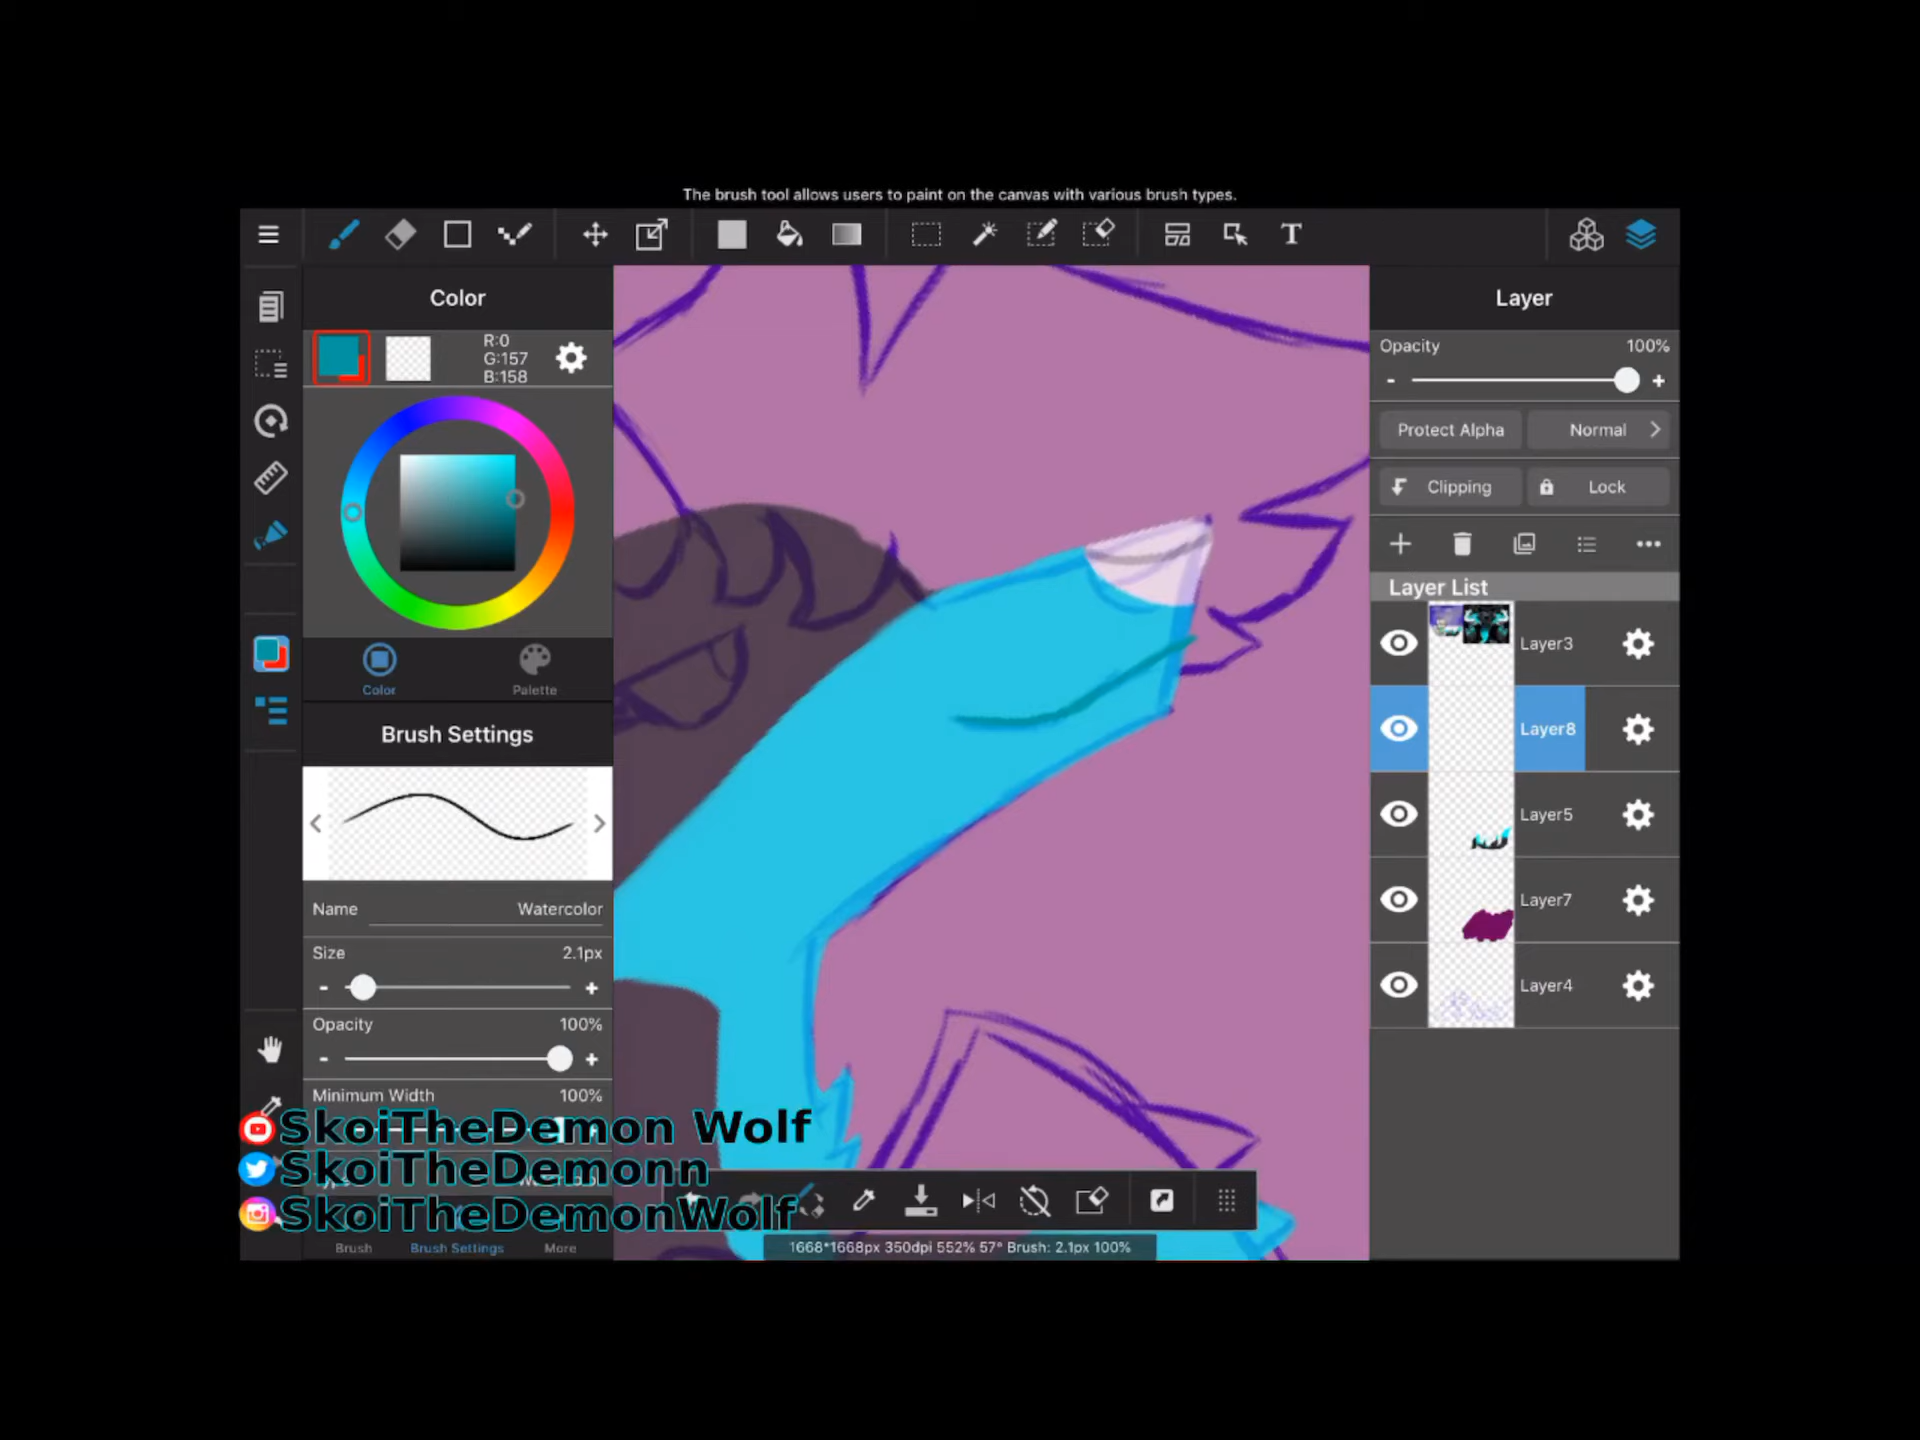 The brush tool allows users to paint on the canvas with various brush types.
T
Color
Layer
R:0
G:157
B:158
Opacity 100%
- +
Protect Alpha Normal
Clipping Lock
Layer List
Layer3
Color Palette
Layer8
Brush Settings
Layer5
Name Watercolor
Layer7
Size 2.1px
- +
Layer4
Opacity 100%
- +
Minimum Width 100%
SkoiTheDemon Wolf
SkoiTheDemonn
SkoiTheDemonWolf
Brush Brush Settings More
1668*1668px 350dpi 552% 57° Brush: 2.1px 100%